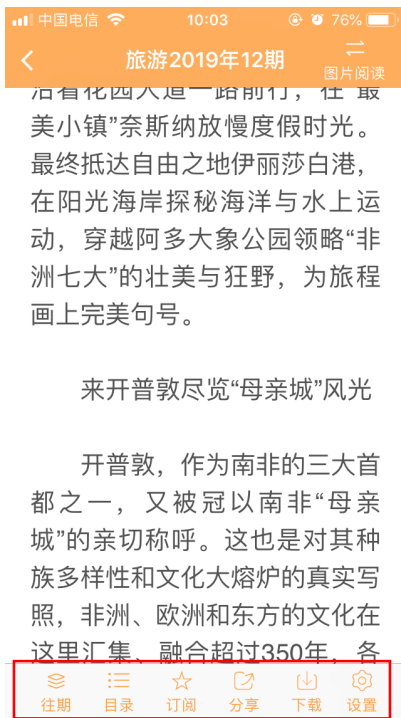 中国电信 10:03 76%
旅游2019年12期
图片阅读
沿着花园大道一路前行，在“最
美小镇”奈斯纳放慢度假时光。
最终抵达自由之地伊丽莎白港，
在阳光海岸探秘海洋与水上运
动，穿越阿多大象公园领略“非
洲七大”的壮美与狂野，为旅程
画上完美句号。
来开普敦尽览“母亲城”风光
开普敦，作为南非的三大首
都之一，又被冠以南非“母亲
城”的亲切称呼。这也是对其种
族多样性和文化大熔炉的真实写
照，非洲、欧洲和东方的文化在
这里汇集、融合超过350年，各
往期 目录 订阅 分享 下载 设置